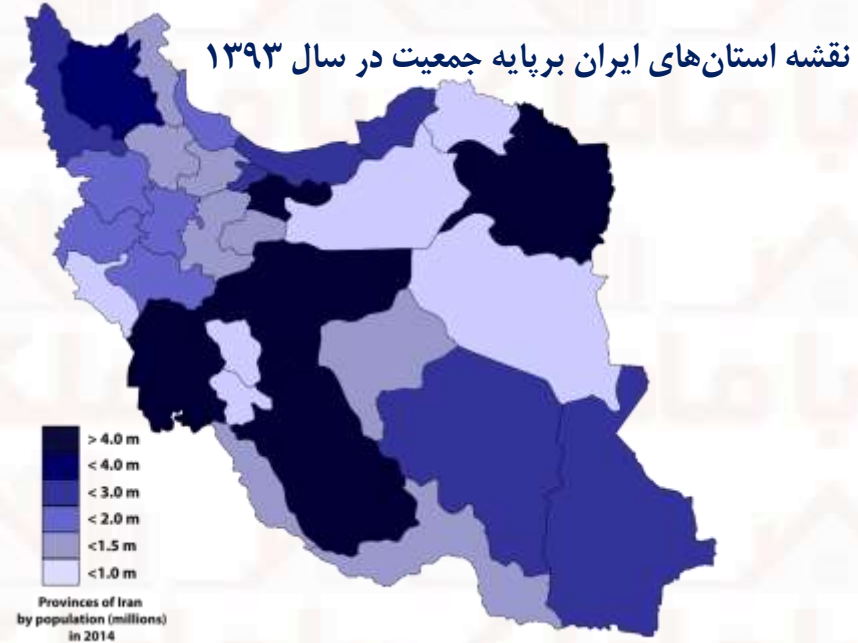 نقشه استان‌های ایران برپایه جمعیت در سال ۱۳۹۳
> 4.0 m
< 4.0 m
< 3.0 m
< 2.0 m
<1.5 m
<1.0 m
Provinces of Iran
by population (millions)
in 2014